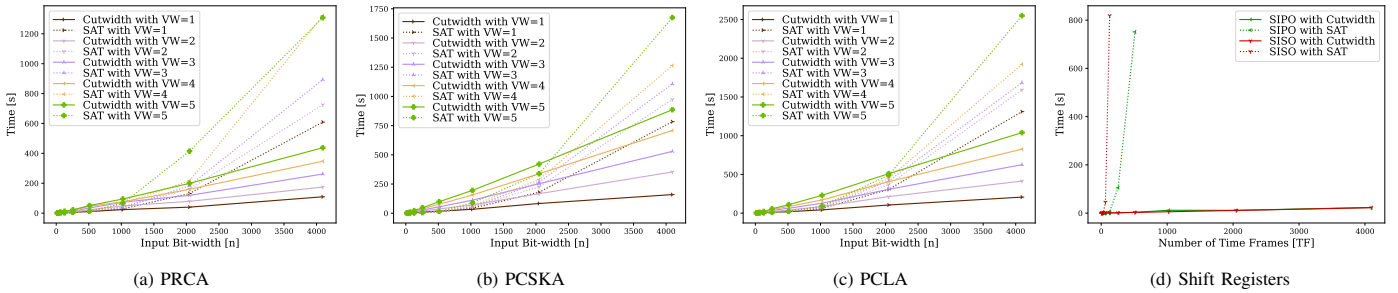 Time [s]
1200
1000
800
600
400
200
0
Cutwidth with VW=1
SAT with VW=1
Cutwidth with VW=2
SAT with VW=2
Cutwidth with VW=3
SAT with VW=3
Cutwidth with VW=4
SAT with VW=4
Cutwidth with VW=5
SAT with VW=5
0 500 1000 1500 2000 2500 3000 3500 4000
Input Bit-width [n]
(a) PRCA
Time [s]
1750
1500
1250
1000
750
500
250
0
Cutwidth with VW=1
SAT with VW=1
Cutwidth with VW=2
SAT with VW=2
Cutwidth with VW=3
SAT with VW=3
Cutwidth with VW=4
SAT with VW=4
Cutwidth with VW=5
SAT with VW=5
0 500 1000 1500 2000 2500 3000 3500 4000
Input Bit-width [n]
(b) PCSKA
Time [s]
2500
2000
1500
1000
500
0
Cutwidth with VW=1
SAT with VW=1
Cutwidth with VW=2
SAT with VW=2
Cutwidth with VW=3
SAT with VW=3
Cutwidth with VW=4
SAT with VW=4
Cutwidth with VW=5
SAT with VW=5
0 500 1000 1500 2000 2500 3000 3500 4000
Input Bit-width [n]
(c) PCLA
Time [s]
800
600
400
200
0
SIPO with Cutwidth
SIPO with SAT
SISO with Cutwidth
SISO with SAT
0 1000 2000 3000 4000
Number of Time Frames [TF]
(d) Shift Registers